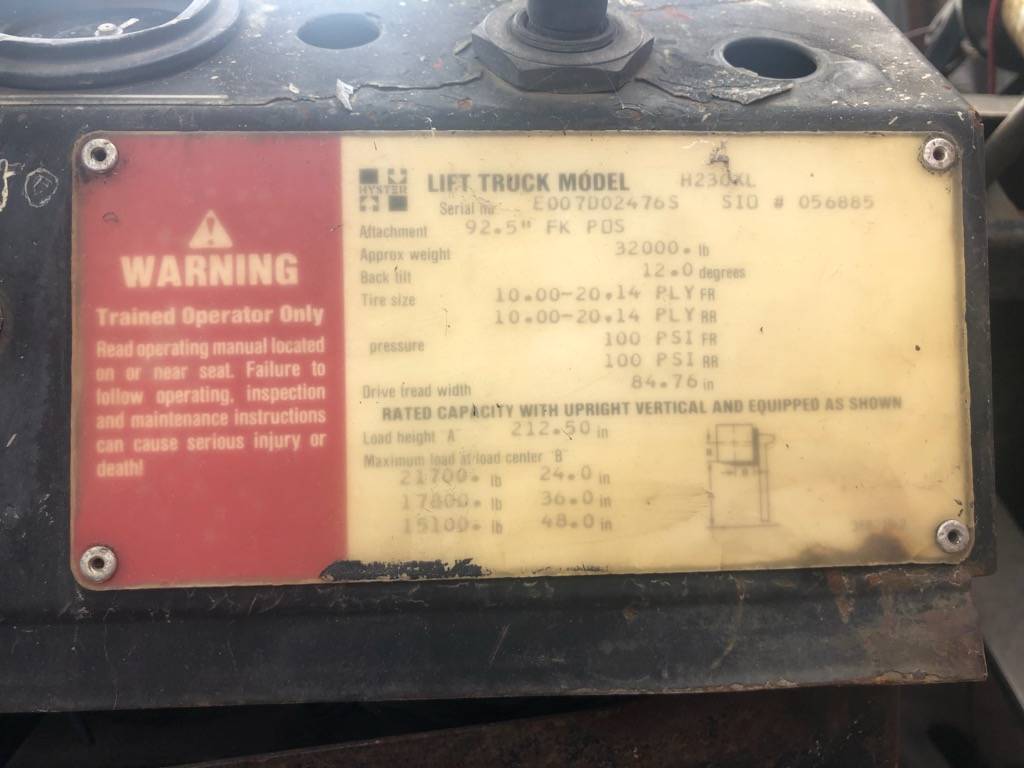 WARNING
Trained Operator Only
Read operating manual located
on or near seat. Failure to
follow operating, inspection
and maintenance instructions
can cause serious injury or
death!
HYSTER
LIFT TRUCK MODEL H230XL
Serial no E007D02476S SIO # 056885
Attachment 92.5" FK POS
Approx weight 32000. lb
Back tilt 12.0 degrees
Tire size 10.00-20.14 PLY FR
10.00-20.14 PLY RR
pressure 100 PSI FR
100 PSI RR
Drive tread width 84.76 in
RATED CAPACITY WITH UPRIGHT VERTICAL AND EQUIPPED AS SHOWN
Load height "A" 212.50 in
Maximum load at load center "B"
21700. lb 24.0 in
17800. lb 36.0 in
15100. lb 48.0 in